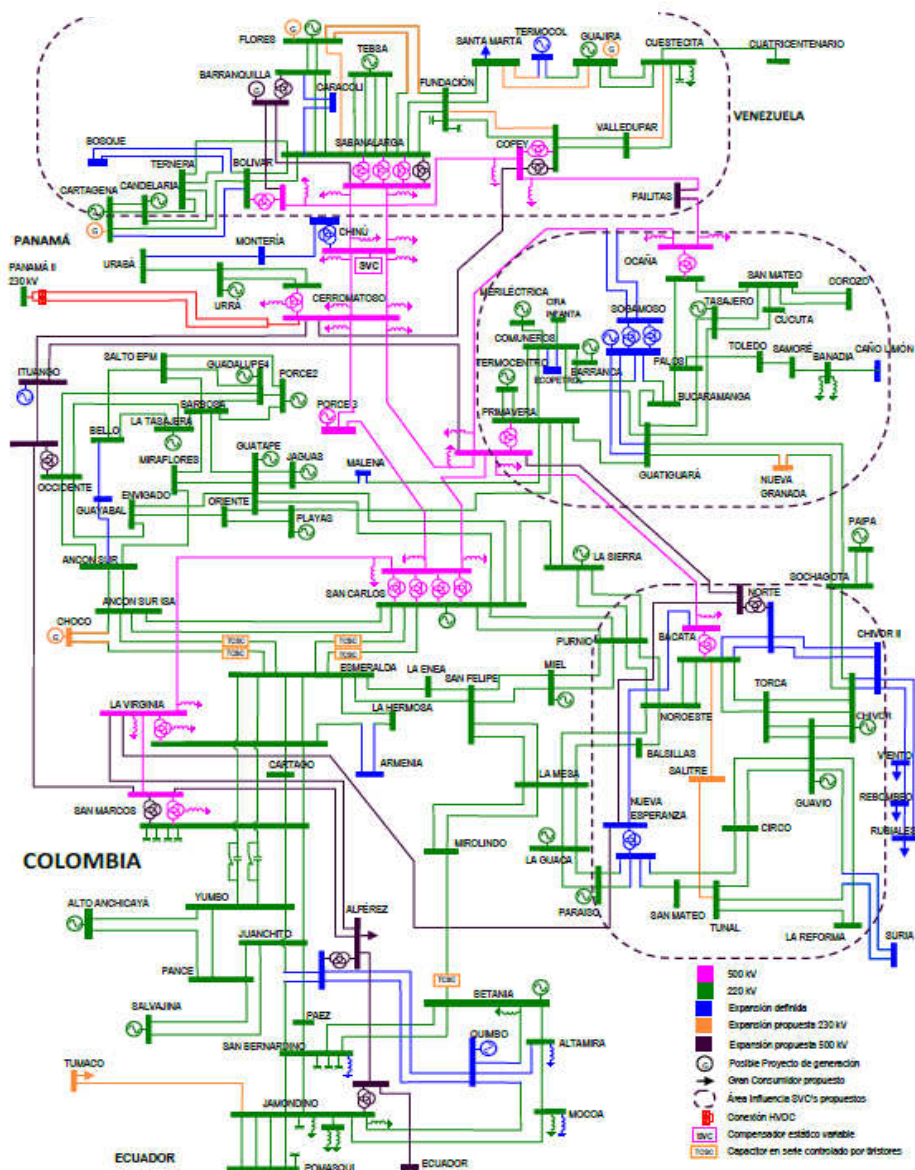 FLORES
TEBSA
SANTA MARTA
TERMOCOL
GUAJIRA
CUESTECITA
CUATRICENTENARIO
BARRANQUILLA
G
G
G
CARACOLI
FUNDACIÓN
VENEZUELA
BOSQUE
SABANALARGA
COPEY
VALLEDUPAR
TERNERA
BOLIVAR
CARTAGENA
CANDELARIA
G
PAILITAS
PANAMÁ
CHINÚ
MONTERÍA
URABÁ
SVC
OCAÑA
PANAMÁ II
230 kV
URRÁ
CERROMATOSO
MERILÉCTRICA
CIRA
INFANTA
SOGAMOSO
SAN MATEO
COROZO
TASAJERO
CUCUTA
COMUNEROS
ITUANGO
SALTO EPM
GUADALUPE4
PORCE2
TERMOCENTRO
ECOPETROL
BARRANCA
PALOS
TOLEDO
SAMORÉ
BANADIA
CAÑO LIMÓN
BUCARAMANGA
BARBOSA
PORCE 3
PRIMAVERA
BELLO
LA TASAJERA
MIRAFLORES
GUATAPE
JAGUAS
MALENA
GUATIGUARÁ
NUEVA
GRANADA
OCCIDENTE
GUAYABAL
ENVIGADO
ORIENTE
PLAYAS
PAIPA
ANCON SUR
LA SIERRA
SOCHAGOTA
SAN CARLOS
NORTE
ANCON SUR ISA
CHOCO
G
TCSC
TCSC
TCSC
ESMERALDA
PURNIO
BACATA
CHIVOR II
LA ENEA
SAN FELIPE
MIEL
TORCA
CHIVOR
LA VIRGINIA
LA HERMOSA
NOROESTE
BALSILLAS
CARTAGO
ARMENIA
LA MESA
SALITRE
GUAVIO
VIENTO
SAN MARCOS
NUEVA
ESPERANZA
REBOMBEO
RUBIALES
COLOMBIA
MIROLINDO
LA GUACA
CIRCO
ALTO ANCHICAYÁ
YUMBO
ALFÉREZ
PARAISO
SAN MATEO
TUNAL
LA REFORMA
SURIA
JUANCHITO
PANCE
SALVAJINA
TCSC
BETANIA
PAEZ
QUIMBO
ALTAMIRA
SAN BERNARDINO
TUMACO
JAMONDINO
MOCOA
ECUADOR
POMASQUI
ECUADOR
500 kV
220 kV
Expansión definida
Expansión propuesta 230 kV
Expansión propuesta 500 kV
G Posible Proyecto de generación
Gran Consumidor propuesto
Área Influencia SVC's propuestos
Conexión HVDC
SVC Compensador estático variable
TCSC Capacitor en serie controlado por tiristores